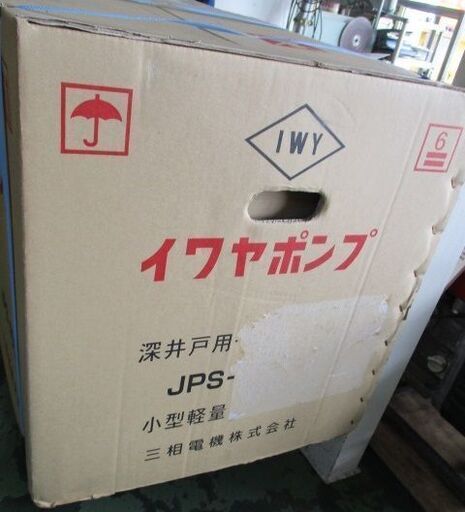 IWY
6
イワヤポンプ
深井戸用
JPS-
小型軽量
三相電機株式会社